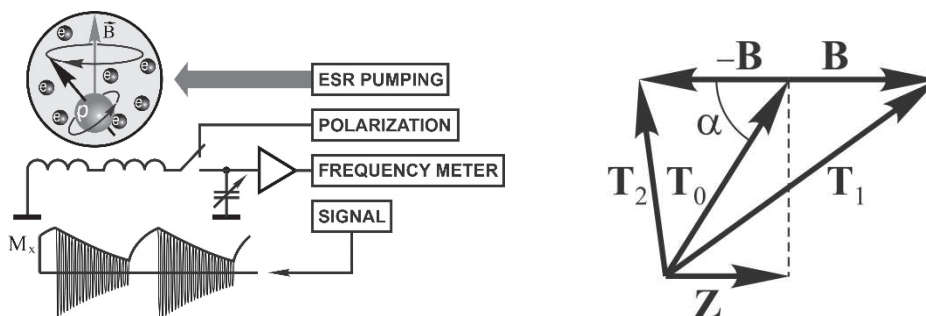 e
B
e
e
e
e
e
e
ρ
ESR PUMPING
POLARIZATION
FREQUENCY METER
SIGNAL
Mx
–B B
α
T2 T0 T1
Z